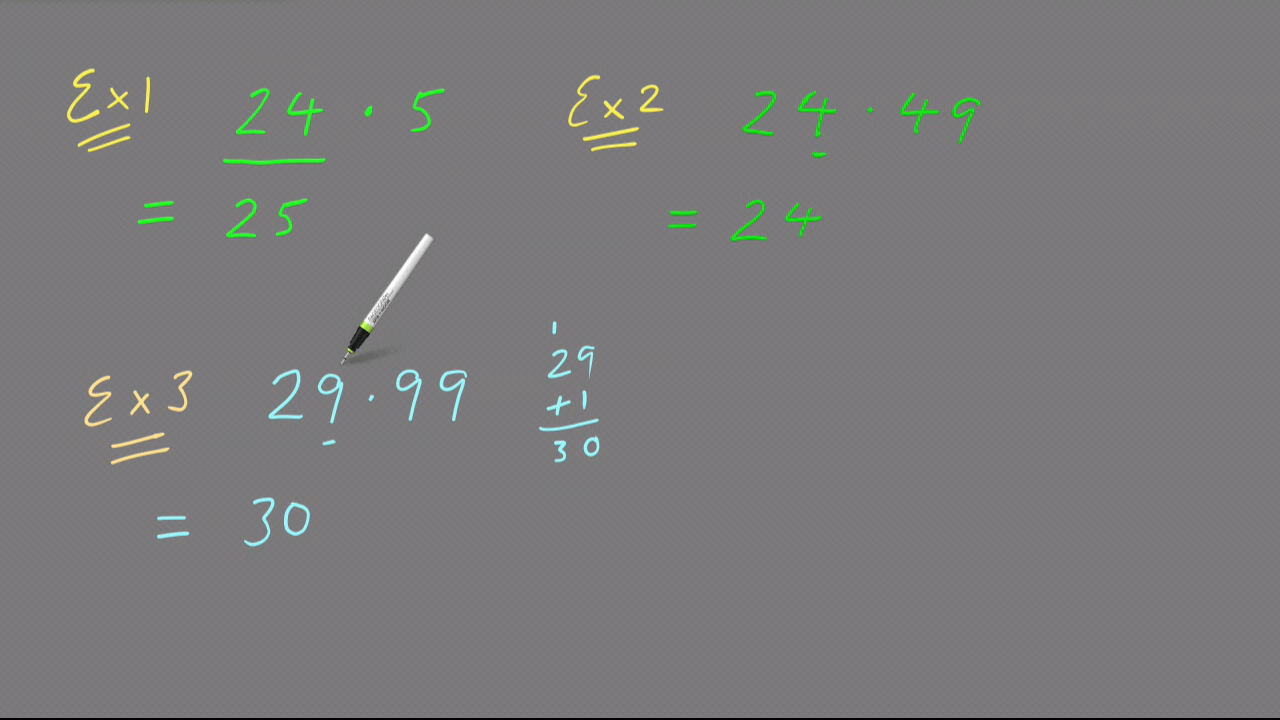 Ex1 24.5
= 25
Ex2 24.49
= 24
Ex3 29.99
= 30
1
29
+1
30